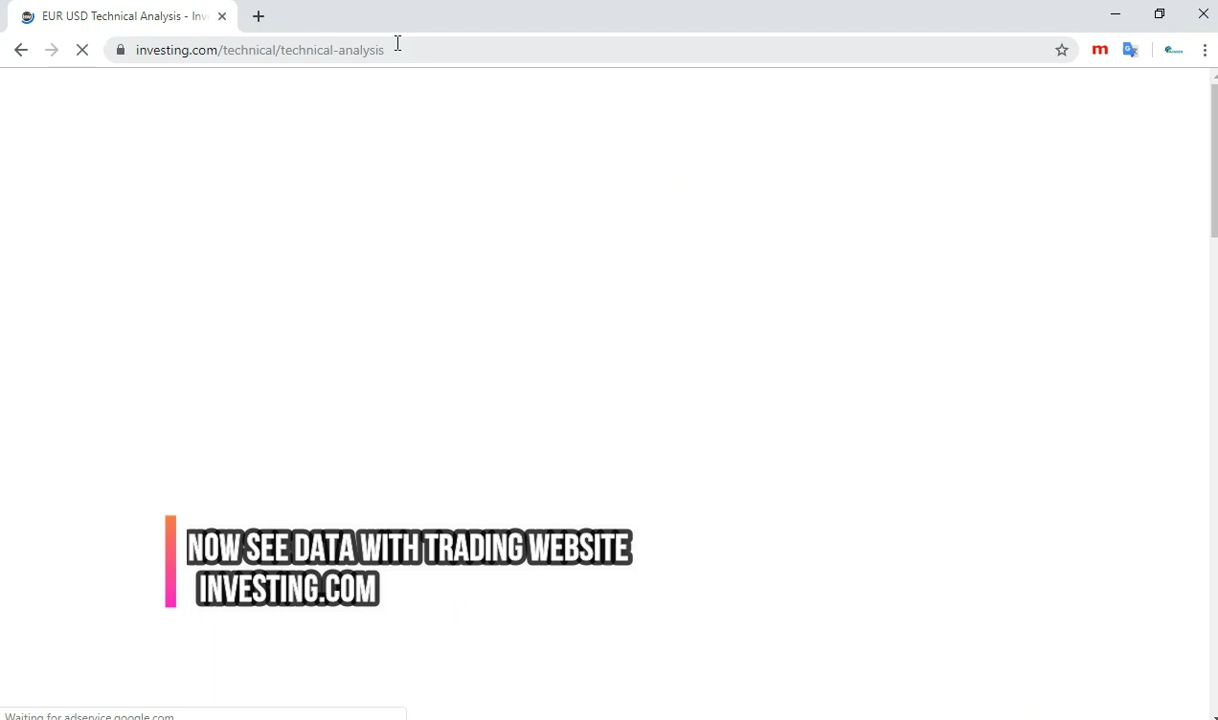 EUR USD Technical Analysis - Inv
investing.com/technical/technical-analysis
m
NOW SEE DATA WITH TRADING WEBSITE
INVESTING.COM
Waiting for adservice.google.com